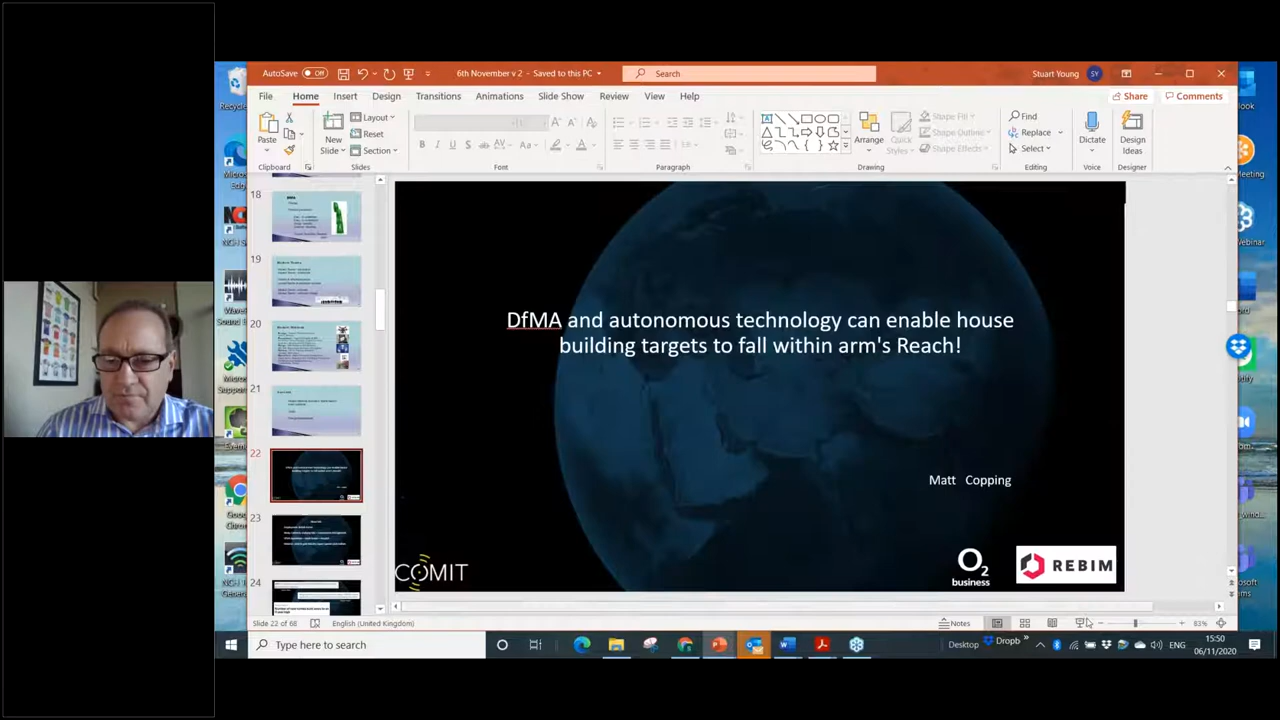 AutoSave Off
6th November v 2 - Saved to this PC
Search
Stuart Young
SY
File Home Insert Design Transitions Animations Slide Show Review View Help
Share Comments
Paste
Clipboard
New
Slide
Layout
Reset
Section
Slides
Font
Paragraph
Arrange
Quick
Styles
Shape Fill
Shape Outline
Shape Effects
Drawing
Find
Replace
Select
Editing
Dictate
Voice
Design
Ideas
Designer
18
19
20
21
22
23
24
DfMA and autonomous technology can enable house
building targets to fall within arm's Reach!
Matt Copping
COMIT
O2
business
REBIM
Slide 22 of 68
English (United Kingdom)
Notes
83%
Type here to search
Desktop
Dropb
ENG
15:50
06/11/2020